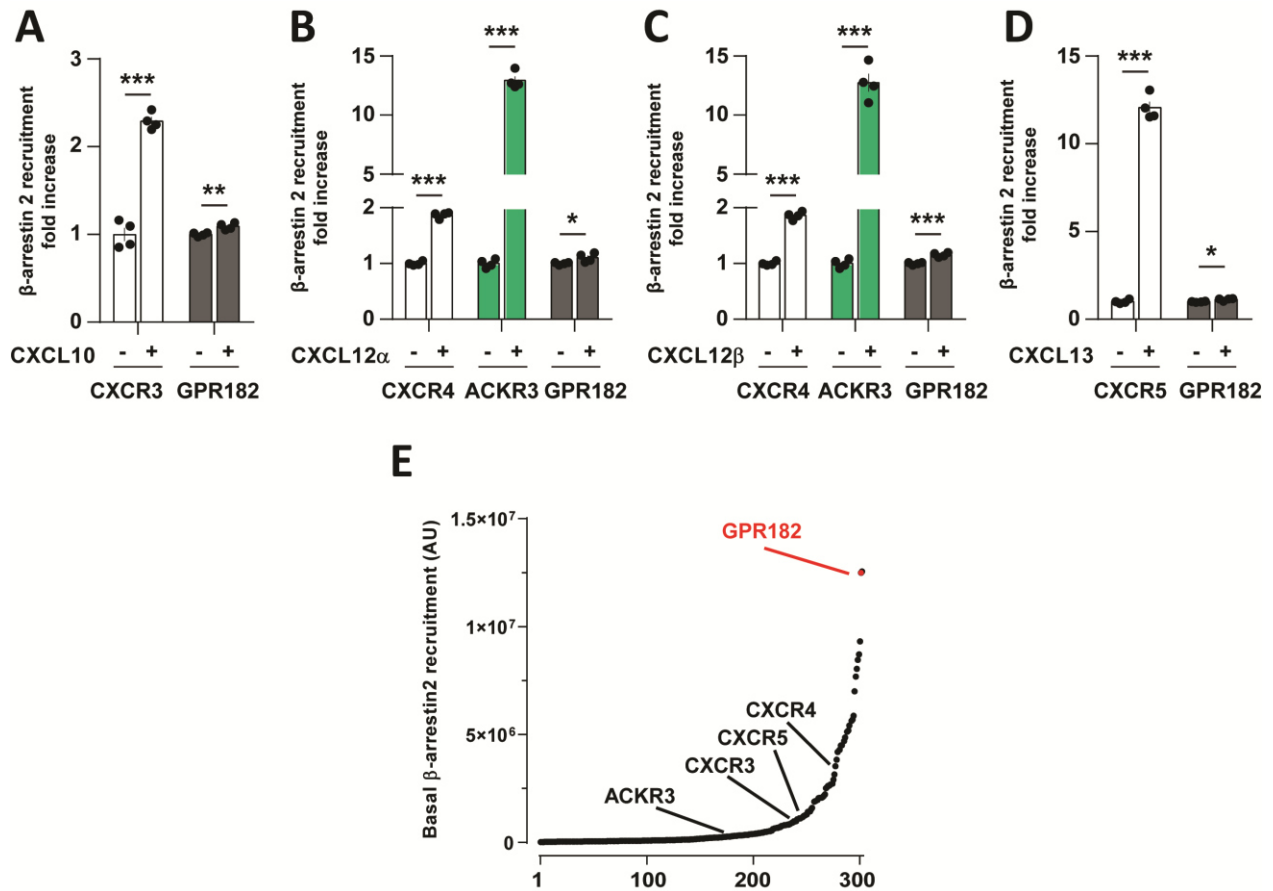 A
β-arrestin 2 recruitment
fold increase
3
2
1
0
***
**
CXCL10
- + - +
CXCR3 GPR182
B
β-arrestin 2 recruitment
fold increase
15
10
5
2
1
0
***
***
*
CXCL12α
- + - + - +
CXCR4 ACKR3 GPR182
C
β-arrestin 2 recruitment
fold increase
15
10
5
2
1
0
***
***
***
CXCL12β
- + - + - +
CXCR4 ACKR3 GPR182
D
β-arrestin 2 recruitment
fold increase
15
10
5
0
***
*
CXCL13
- + - +
CXCR5 GPR182
E
Basal β-arrestin2 recruitment (AU)
1.5×10⁷
1×10⁷
5×10⁶
0
GPR182
CXCR4
CXCR5
CXCR3
ACKR3
1 100 200 300